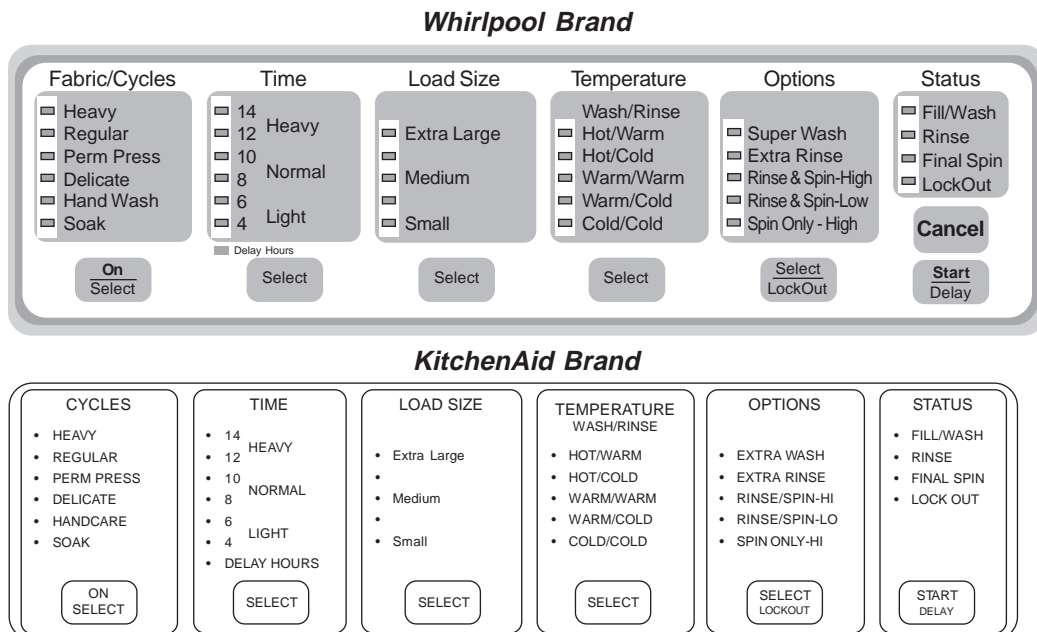 Whirlpool Brand
Fabric/Cycles
Heavy
Regular
Perm Press
Delicate
Hand Wash
Soak
On
Select
Time
14
12
Heavy
10
8
Normal
6
4
Light
Delay Hours
Select
Load Size
Extra Large
Medium
Small
Select
Temperature
Wash/Rinse
Hot/Warm
Hot/Cold
Warm/Warm
Warm/Cold
Cold/Cold
Select
Options
Super Wash
Extra Rinse
Rinse & Spin-High
Rinse & Spin-Low
Spin Only - High
Select
LockOut
Status
Fill/Wash
Rinse
Final Spin
LockOut
Cancel
Start
Delay
KitchenAid Brand
CYCLES
• HEAVY
• REGULAR
• PERM PRESS
• DELICATE
• HANDCARE
• SOAK
ON
SELECT
TIME
• 14
• 12
HEAVY
• 10
• 8
NORMAL
• 6
• 4
LIGHT
• DELAY HOURS
SELECT
LOAD SIZE
• Extra Large
•
• Medium
•
• Small
SELECT
TEMPERATURE
WASH/RINSE
• HOT/WARM
• HOT/COLD
• WARM/WARM
• WARM/COLD
• COLD/COLD
SELECT
OPTIONS
• EXTRA WASH
• EXTRA RINSE
• RINSE/SPIN-HI
• RINSE/SPIN-LO
• SPIN ONLY-HI
SELECT
LOCKOUT
STATUS
• FILL/WASH
• RINSE
• FINAL SPIN
• LOCK OUT
START
DELAY